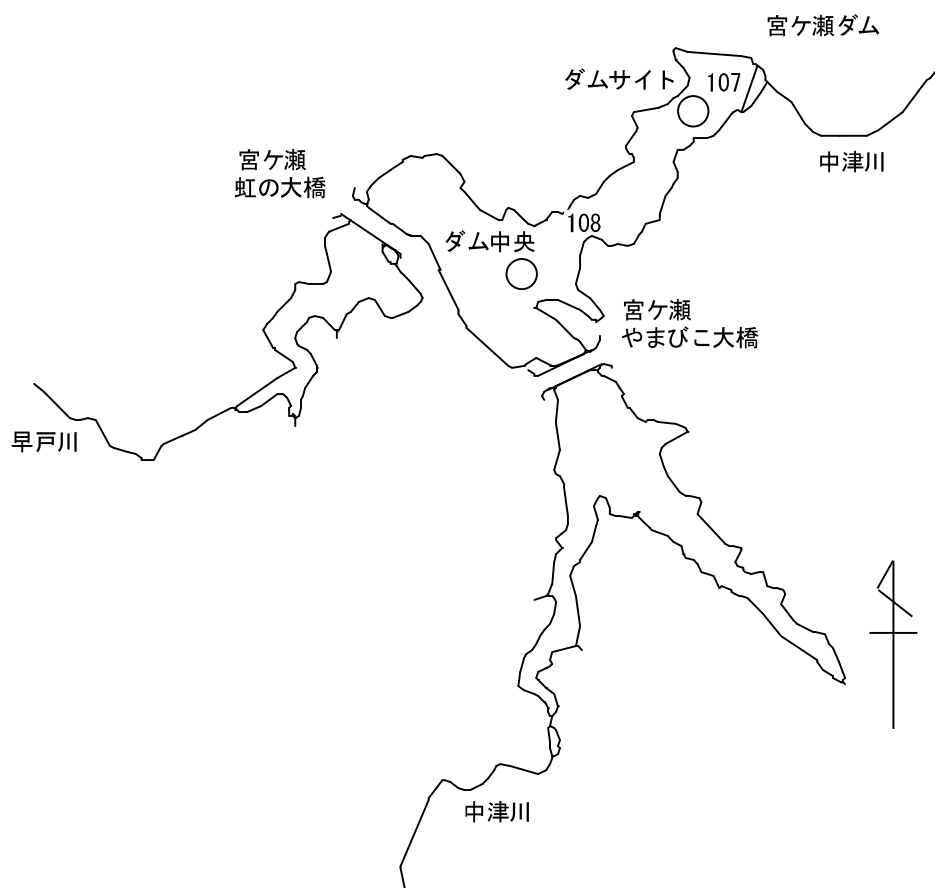 宮ケ瀬ダム
ダムサイト
107
中津川
宮ケ瀬
虹の大橋
108
ダム中央
宮ケ瀬
やまびこ大橋
早戸川
中津川